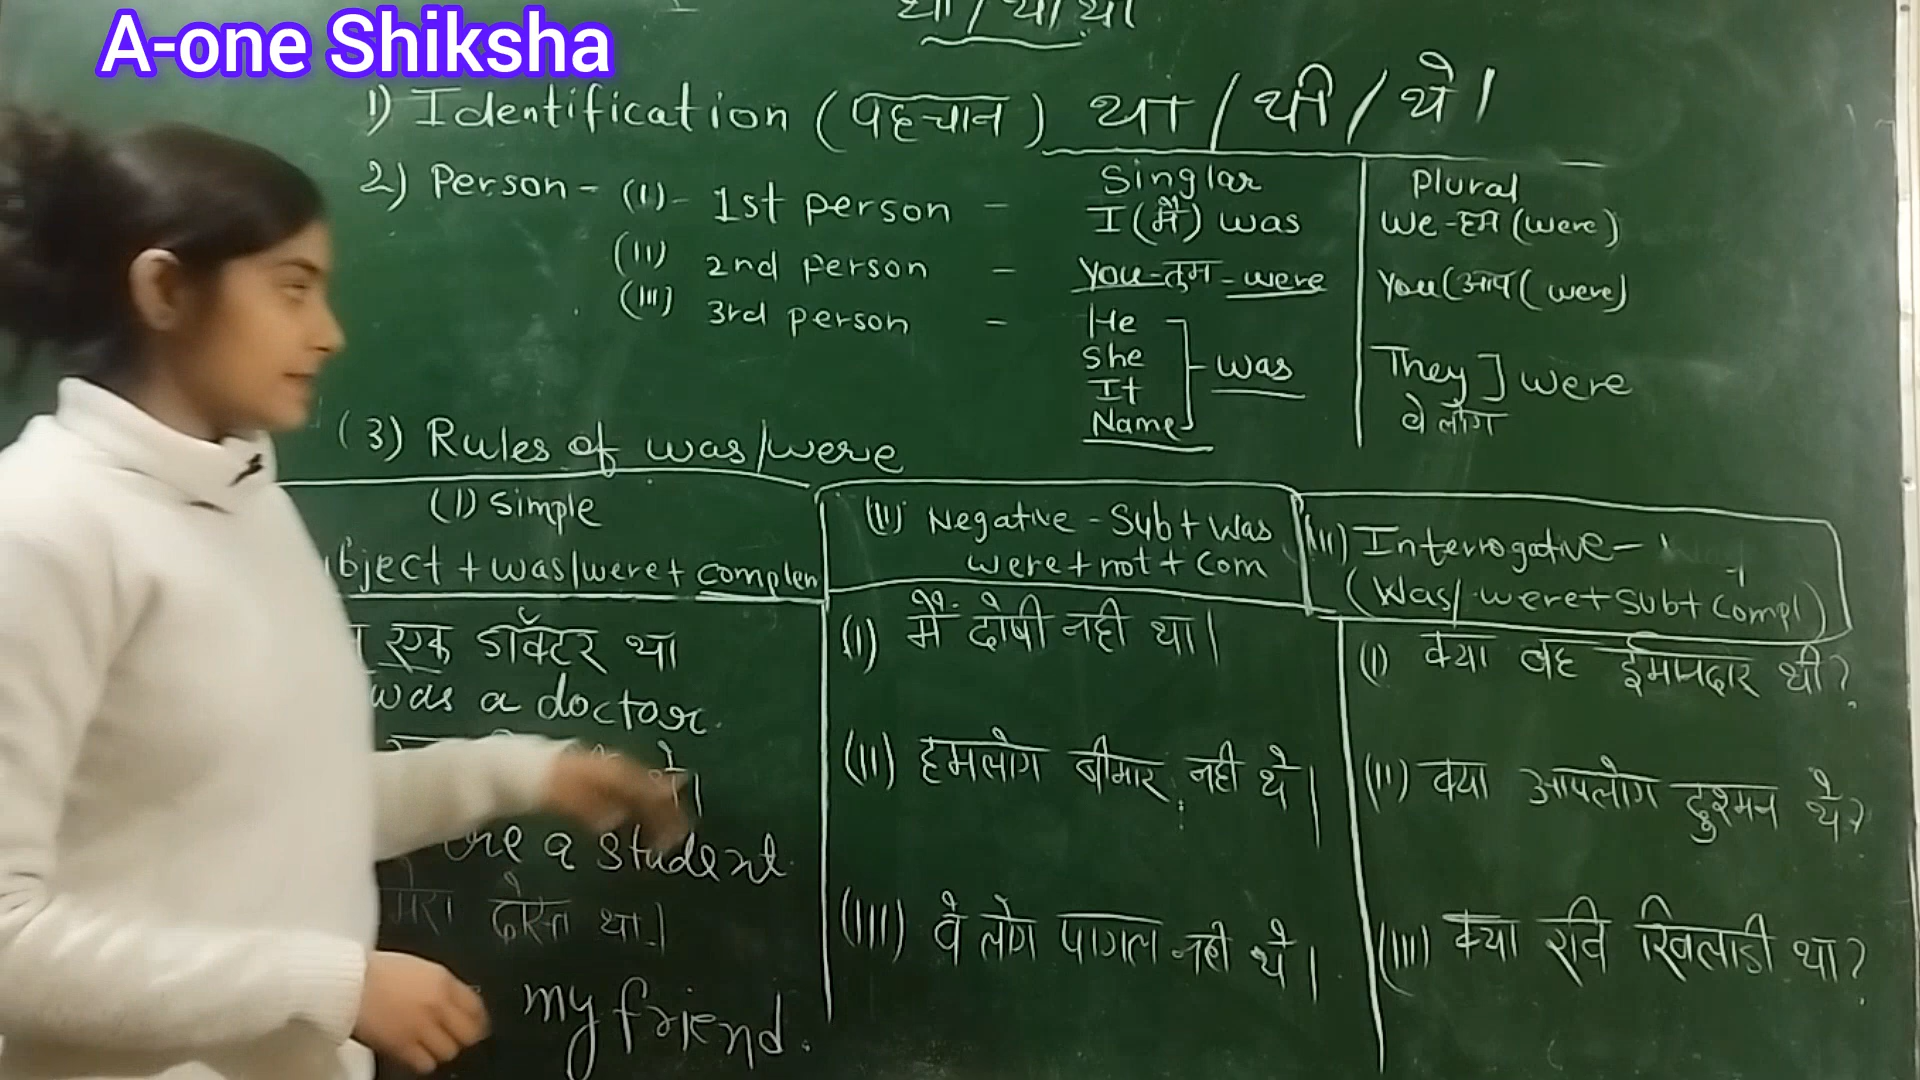 A-one Shiksha
था / थी / थे
1) Identification (पहचान) था / थी / थे।
2) Person - (I) - 1st person - Singlar I (मैं) was
Plural We - हम (were)
(II) 2nd person - You - तुम - were
You (आप ( were)
(III) 3rd person - He She It Name ] was
They ] were
वे लोग
(3) Rules of was/were
(I) Simple
bject + was/were + complem
एक डॉक्टर था
was a doctor.
थे।
a student.
मेरा दोस्त था।
my friend.
(II) Negative - Sub + Was
were + not + Com
(I) मैं दोषी नही था।
(II) हमलोग बीमार नही थे।
(III) वे लोग पागल नही थे।
(III) Interrogative -
(Was/were + Sub + Compl)
(I) क्या वह ईमानदार थी?
(II) क्या आपलोग दुश्मन थे?
(III) क्या रवि खिलाडी था?